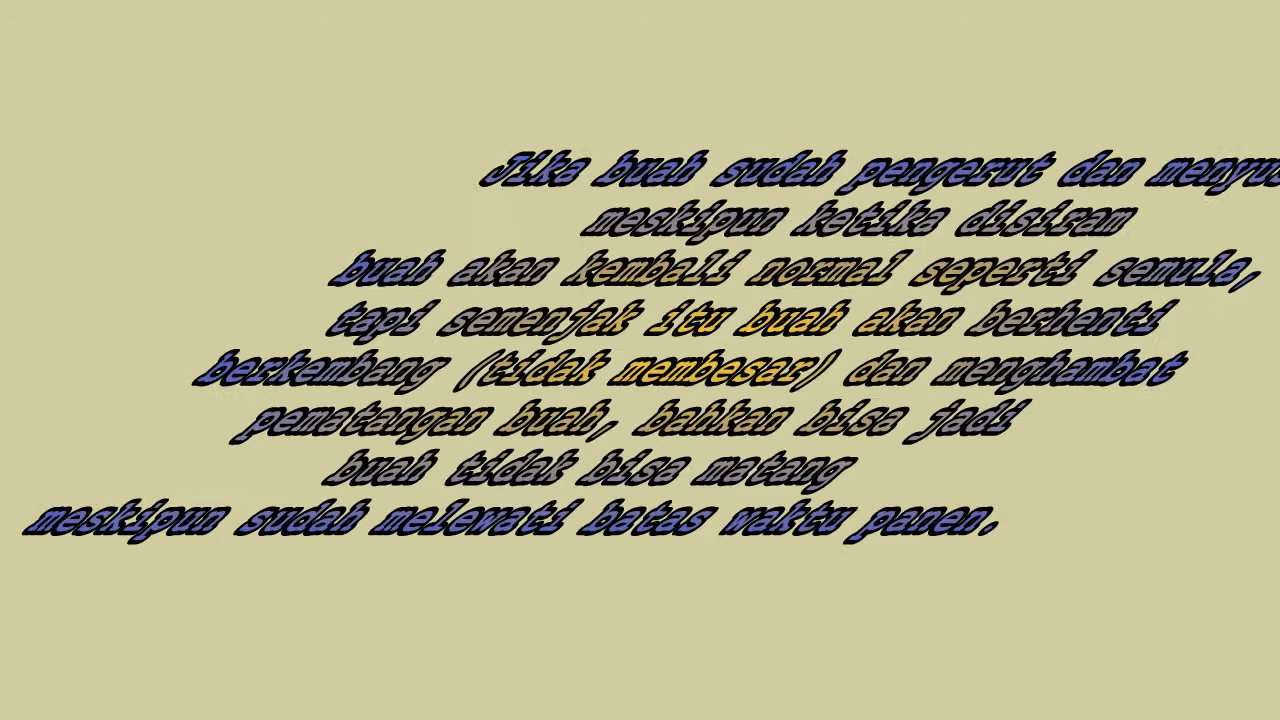 Jika buah sudah pengerut dan
meskipun ketika disiram
buah akan kembali normal seperti semula,
tapi semenjak itu buah akan berhenti
berkembang (tidak membesar) dan menghambat
pematangan buah, bahkan bisa jadi
buah tidak bisa matang
meskipun sudah melewati batas waktu panen.